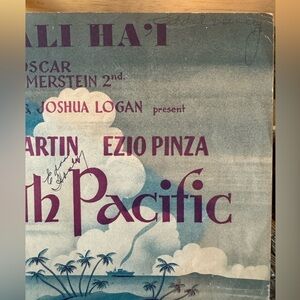 ALI HA'I
OSCAR
MERSTEIN 2nd.
& JOSHUA LOGAN present
ARTIN EZIO PINZA
th Pacific